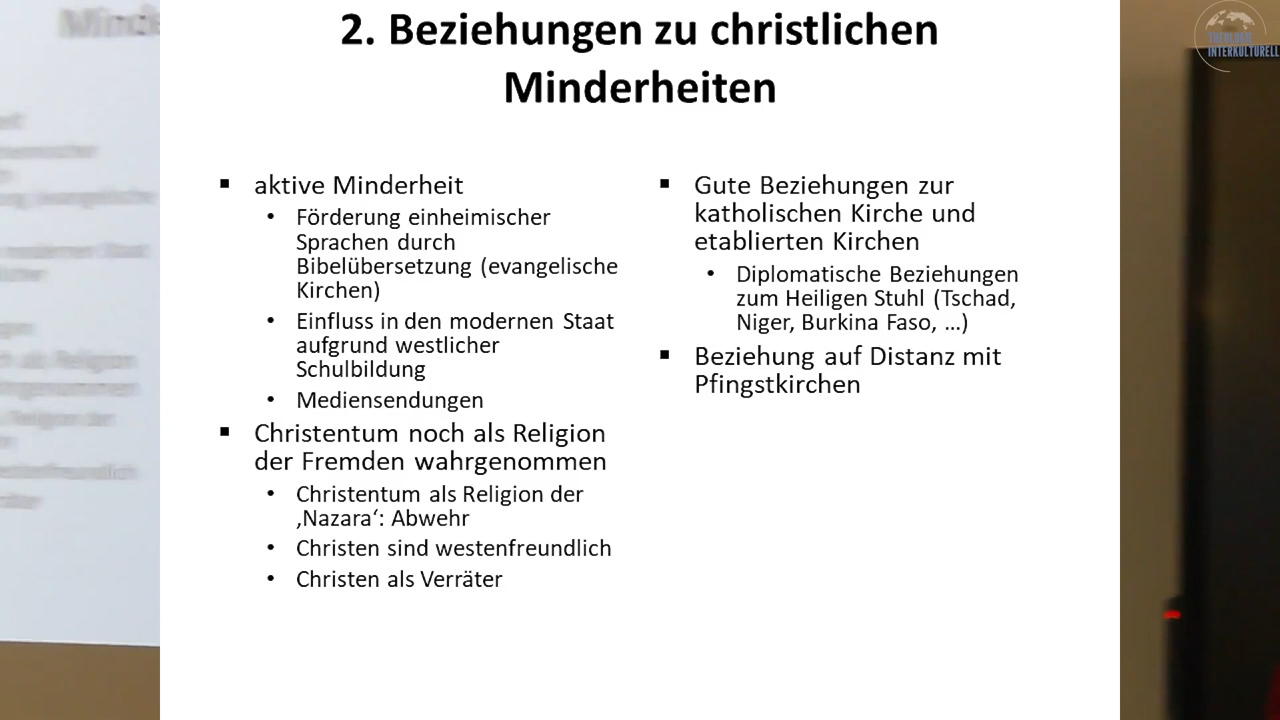 2. Beziehungen zu christlichen
Minderheiten
▪ aktive Minderheit
• Förderung einheimischer
Sprachen durch
Bibelübersetzung (evangelische
Kirchen)
• Einfluss in den modernen Staat
aufgrund westlicher
Schulbildung
• Mediensendungen
▪ Christentum noch als Religion
der Fremden wahrgenommen
• Christentum als Religion der
‚Nazara‘: Abwehr
• Christen sind westenfreundlich
• Christen als Verräter
▪ Gute Beziehungen zur
katholischen Kirche und
etablierten Kirchen
• Diplomatische Beziehungen
zum Heiligen Stuhl (Tschad,
Niger, Burkina Faso, …)
▪ Beziehung auf Distanz mit
Pfingstkirchen
THEOLOGIE
INTERKULTURELL